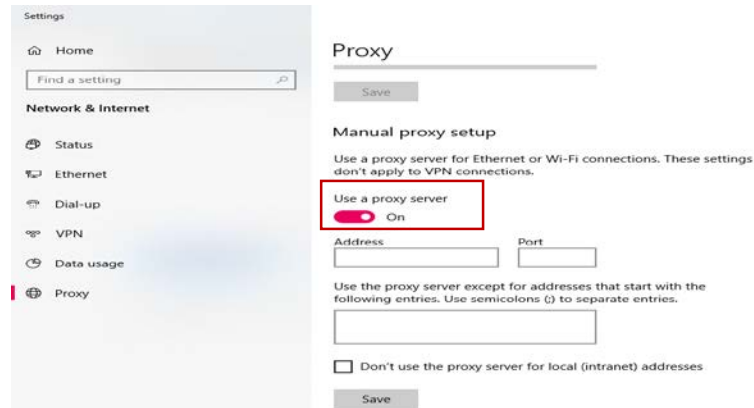 Settings
Home
Find a setting
Network & Internet
Status
Ethernet
Dial-up
VPN
Data usage
Proxy
Proxy
Save
Manual proxy setup
Use a proxy server for Ethernet or Wi-Fi connections. These settings
don't apply to VPN connections.
Use a proxy server
On
Address Port
Use the proxy server except for addresses that start with the
following entries. Use semicolons (;) to separate entries.
Don't use the proxy server for local (intranet) addresses
Save